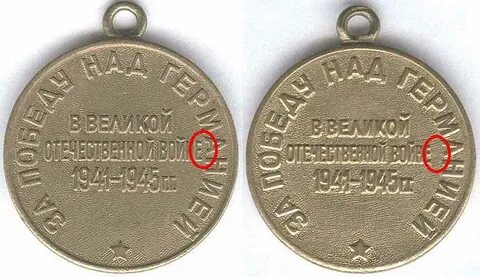 ЗА ПОБЕДУ НАД ГЕРМАНИЕЙ
В ВЕЛИКОЙ
ОТЕЧЕСТВЕННОЙ ВОЙНЕ
1941–1945 ГГ
ЗА ПОБЕДУ НАД ГЕРМАНИЕЙ
В ВЕЛИКОЙ
ОТЕЧЕСТВЕННОЙ ВОЙНЕ
1941–1945 ГГ